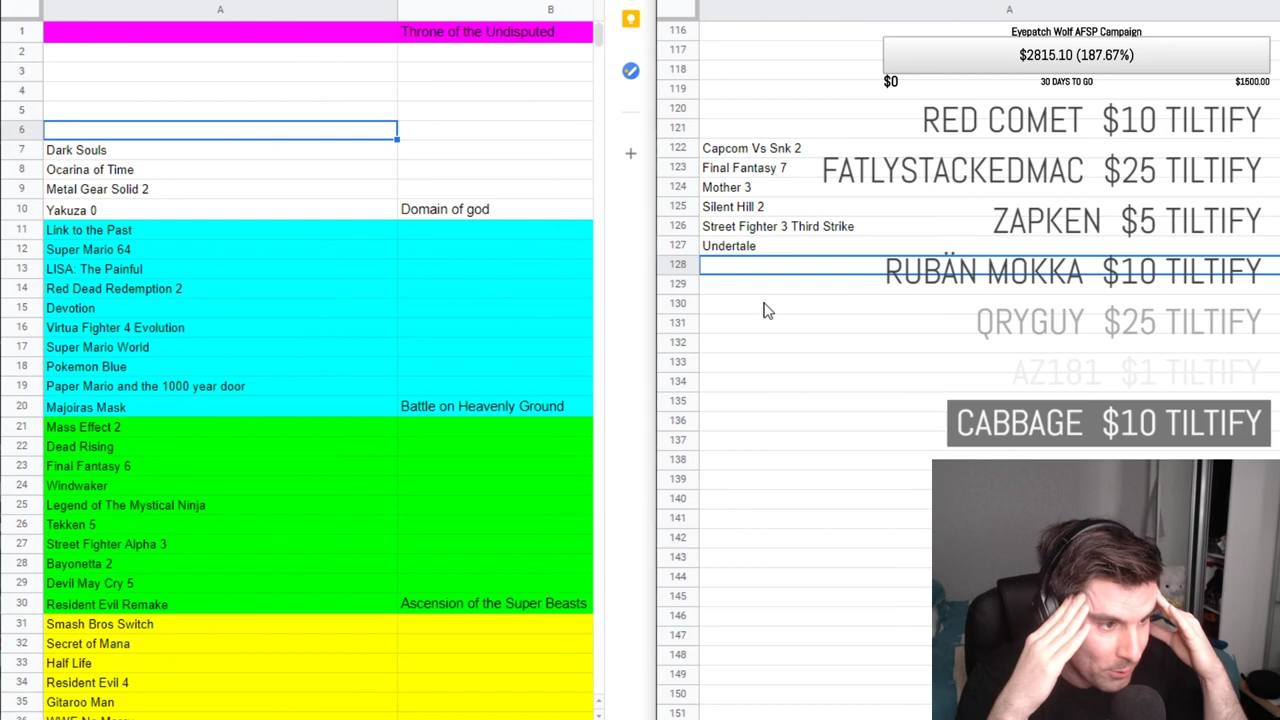 A B
1 Throne of the Undisputed
2
3
4
5
6
7 Dark Souls
8 Ocarina of Time
9 Metal Gear Solid 2
10 Yakuza 0 Domain of god
11 Link to the Past
12 Super Mario 64
13 LISA: The Painful
14 Red Dead Redemption 2
15 Devotion
16 Virtua Fighter 4 Evolution
17 Super Mario World
18 Pokemon Blue
19 Paper Mario and the 1000 year door
20 Majoiras Mask Battle on Heavenly Ground
21 Mass Effect 2
22 Dead Rising
23 Final Fantasy 6
24 Windwaker
25 Legend of The Mystical Ninja
26 Tekken 5
27 Street Fighter Alpha 3
28 Bayonetta 2
29 Devil May Cry 5
30 Resident Evil Remake Ascension of the Super Beasts
31 Smash Bros Switch
32 Secret of Mana
33 Half Life
34 Resident Evil 4
35 Gitaroo Man
A
116
117
118
119
120
121
122 Capcom Vs Snk 2
123 Final Fantasy 7
124 Mother 3
125 Silent Hill 2
126 Street Fighter 3 Third Strike
127 Undertale
128
129
130
131
132
133
134
135
136
137
138
139
140
141
142
143
144
145
146
147
148
149
150
151
Eyepatch Wolf AFSP Campaign
$2815.10 (187.67%)
$0 30 DAYS TO GO $1500.00
RED COMET $10 TILTIFY
FATLYSTACKEDMAC $25 TILTIFY
ZAPKEN $5 TILTIFY
RUBÄN MOKKA $10 TILTIFY
QRYGUY $25 TILTIFY
AZ181 $1 TILTIFY
CABBAGE $10 TILTIFY